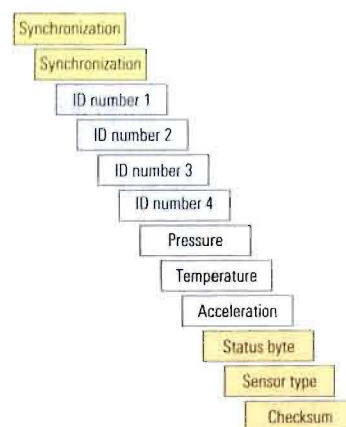 Synchronization
Synchronization
ID number 1
ID number 2
ID number 3
ID number 4
Pressure
Temperature
Acceleration
Status byte
Sensor type
Checksum